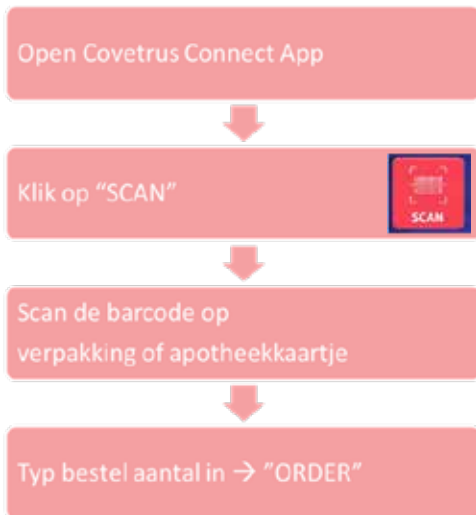 Open Covetrus Connect App
Klik op “SCAN”
SCAN
Scan de barcode op
verpakking of apotheekkaartje
Typ bestel aantal in → ”ORDER”